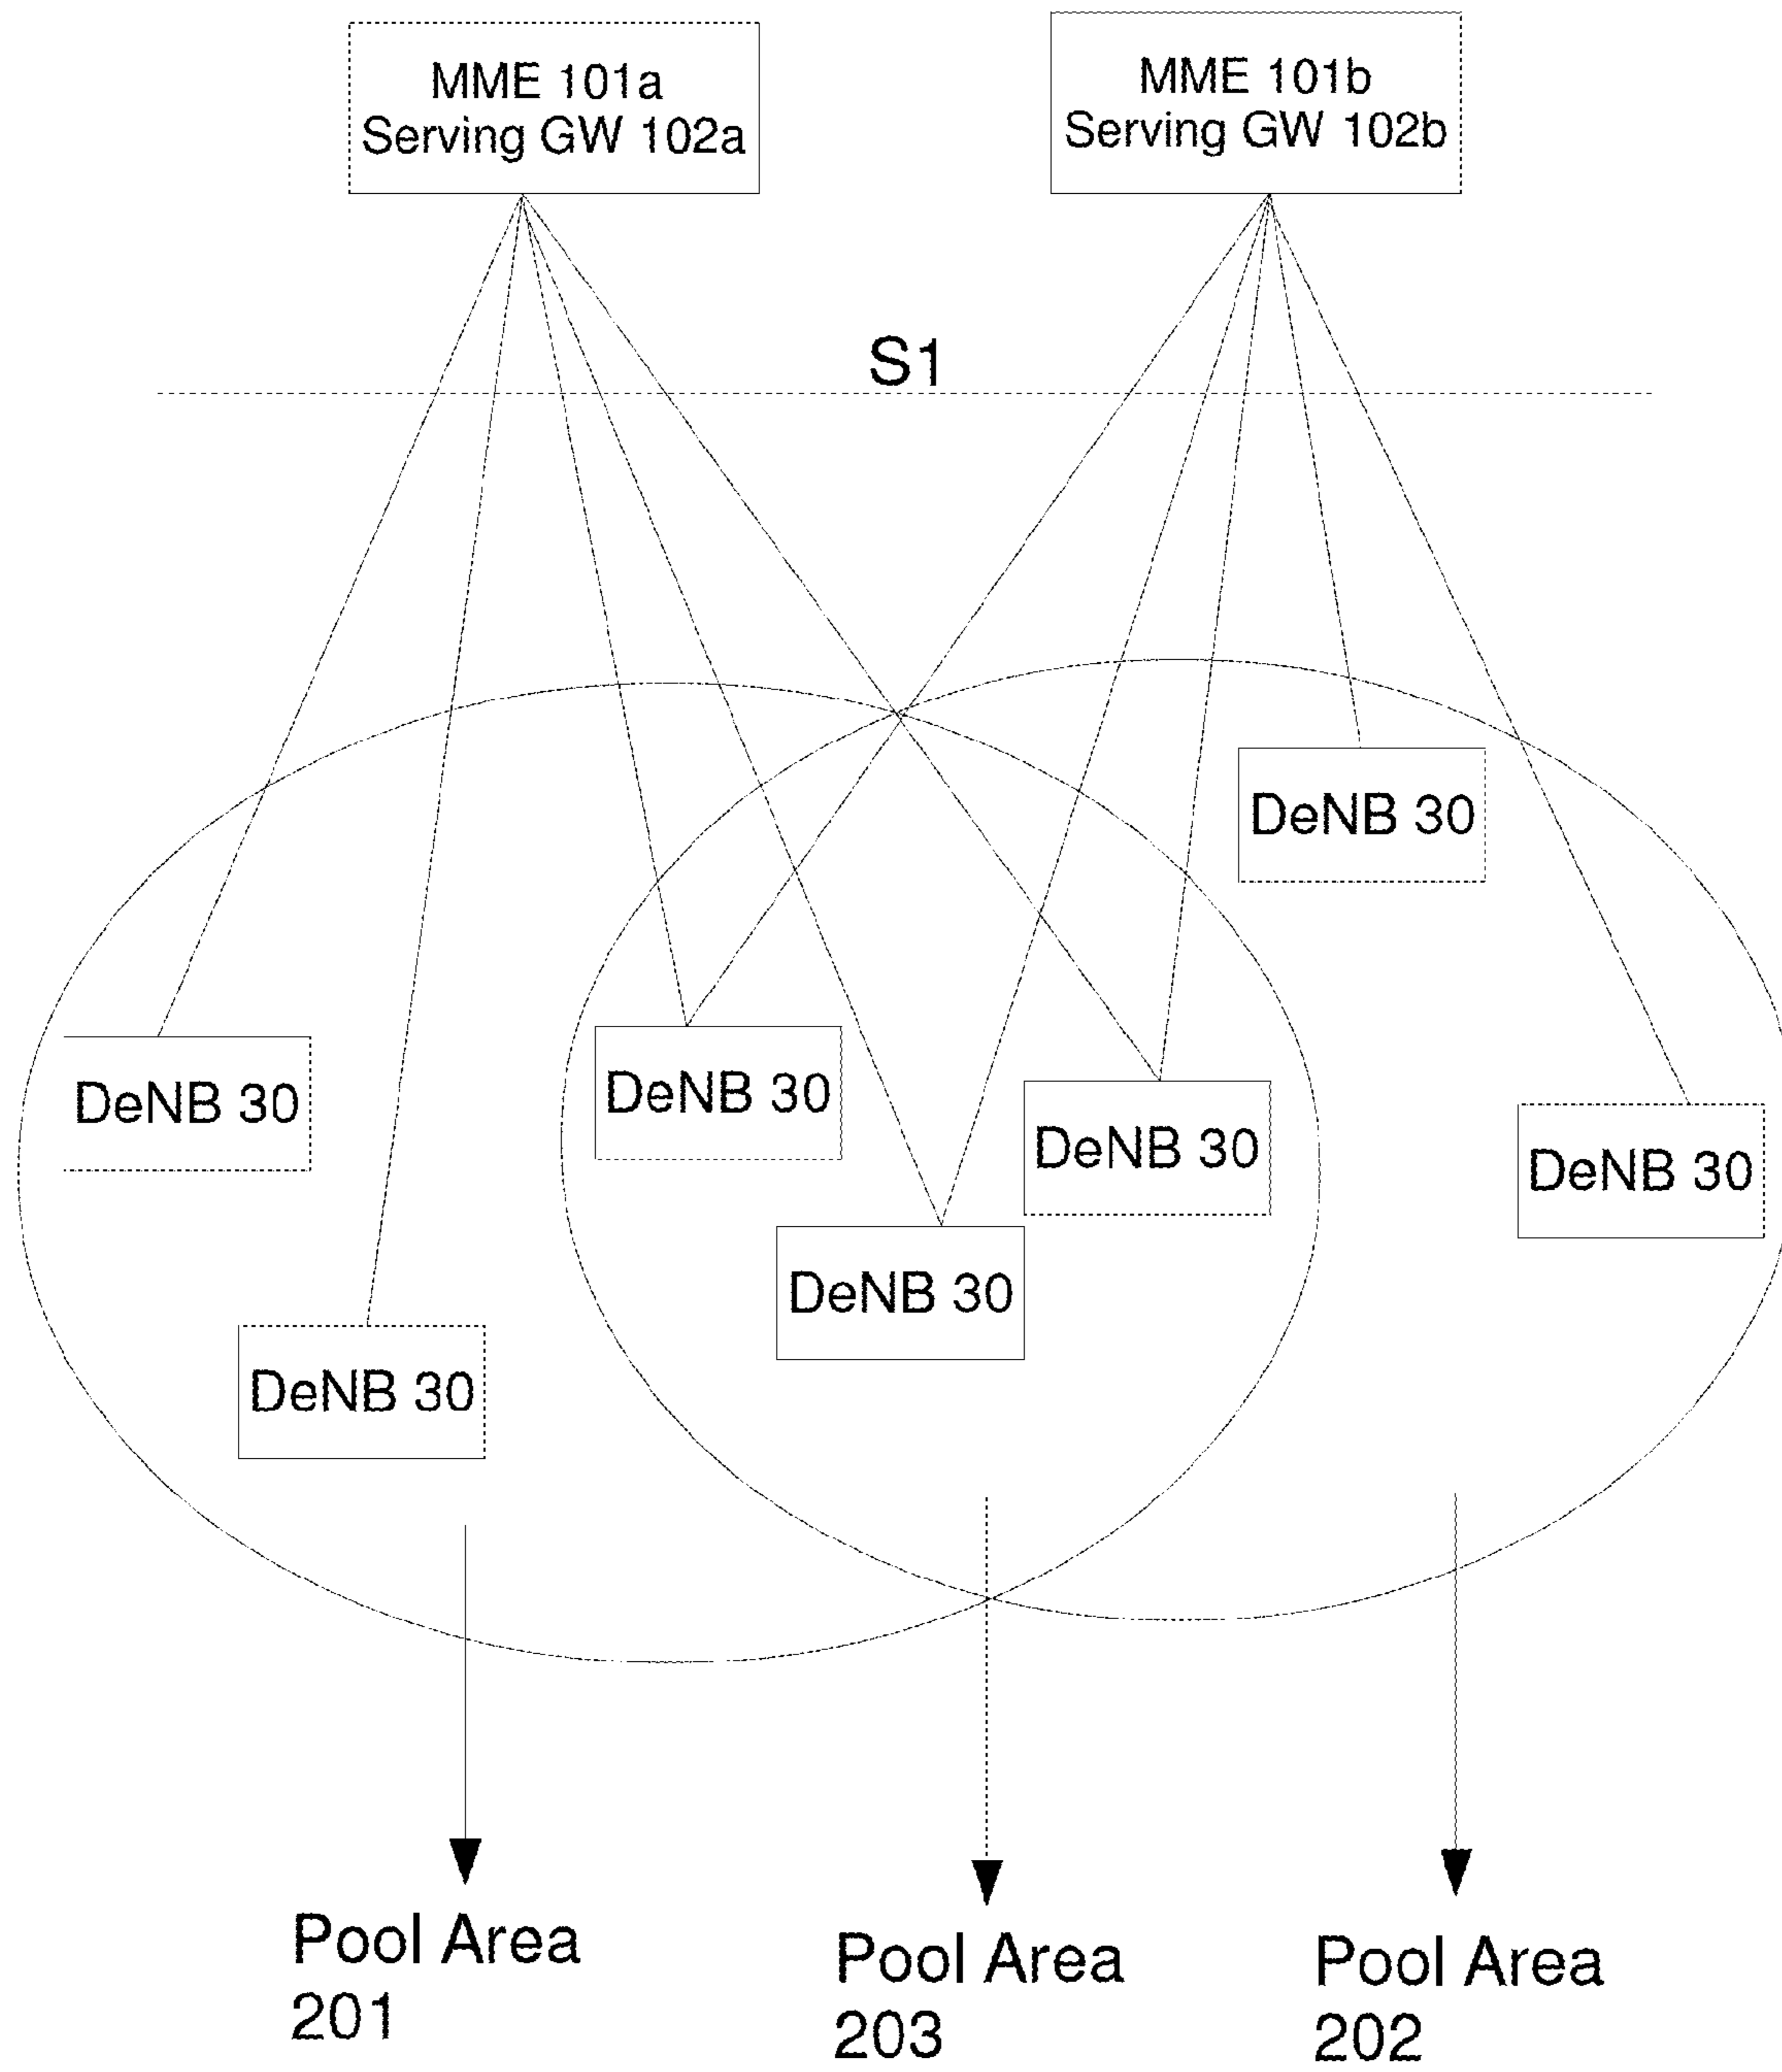 MME 101a
Serving GW 102a
MME 101b
Serving GW 102b
S1
DeNB 30
DeNB 30
DeNB 30
DeNB 30
DeNB 30
DeNB 30
DeNB 30
Pool Area
201
Pool Area
203
Pool Area
202